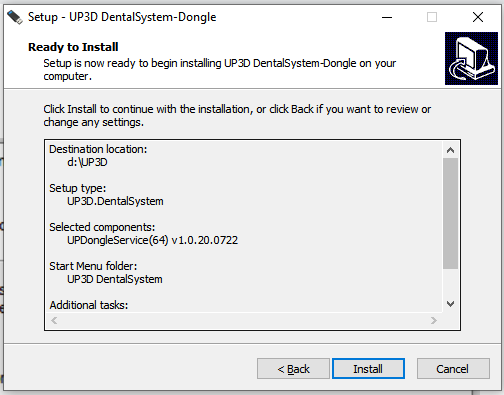 Setup - UP3D DentalSystem-Dongle
Ready to Install
Setup is now ready to begin installing UP3D DentalSystem-Dongle on your
computer.
Click Install to continue with the installation, or click Back if you want to review or
change any settings.
Destination location:
d:\UP3D
Setup type:
UP3D.DentalSystem
Selected components:
UPDongleService(64) v1.0.20.0722
Start Menu folder:
UP3D DentalSystem
Additional tasks:
< Back
Install
Cancel